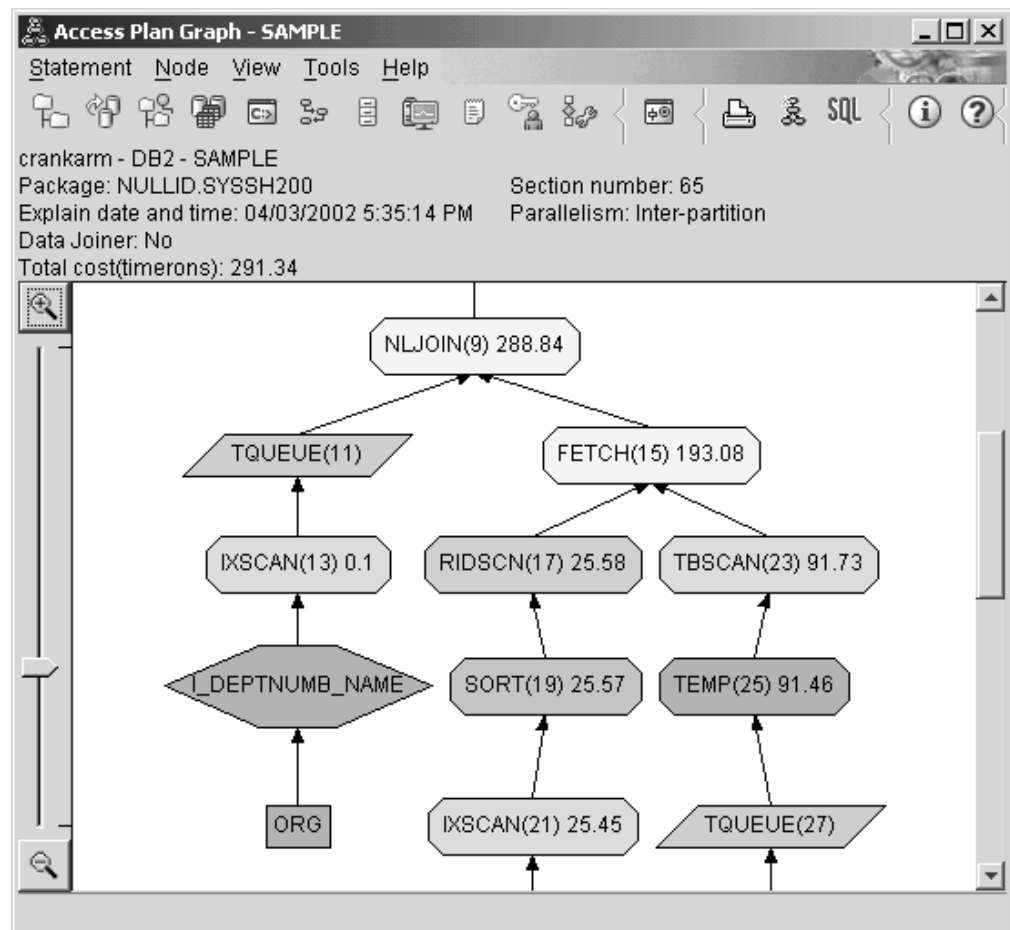 Access Plan Graph - SAMPLE
Statement Node View Tools Help
C:> SQL i ?
crankarm - DB2 - SAMPLE
Package: NULLID.SYSSH200 Section number: 65
Explain date and time: 04/03/2002 5:35:14 PM Parallelism: Inter-partition
Data Joiner: No
Total cost(timerons): 291.34
NLJOIN(9) 288.84
TQUEUE(11) FETCH(15) 193.08
IXSCAN(13) 0.1 RIDSCN(17) 25.58 TBSCAN(23) 91.73
I_DEPTNUMB_NAME SORT(19) 25.57 TEMP(25) 91.46
ORG IXSCAN(21) 25.45 TQUEUE(27)